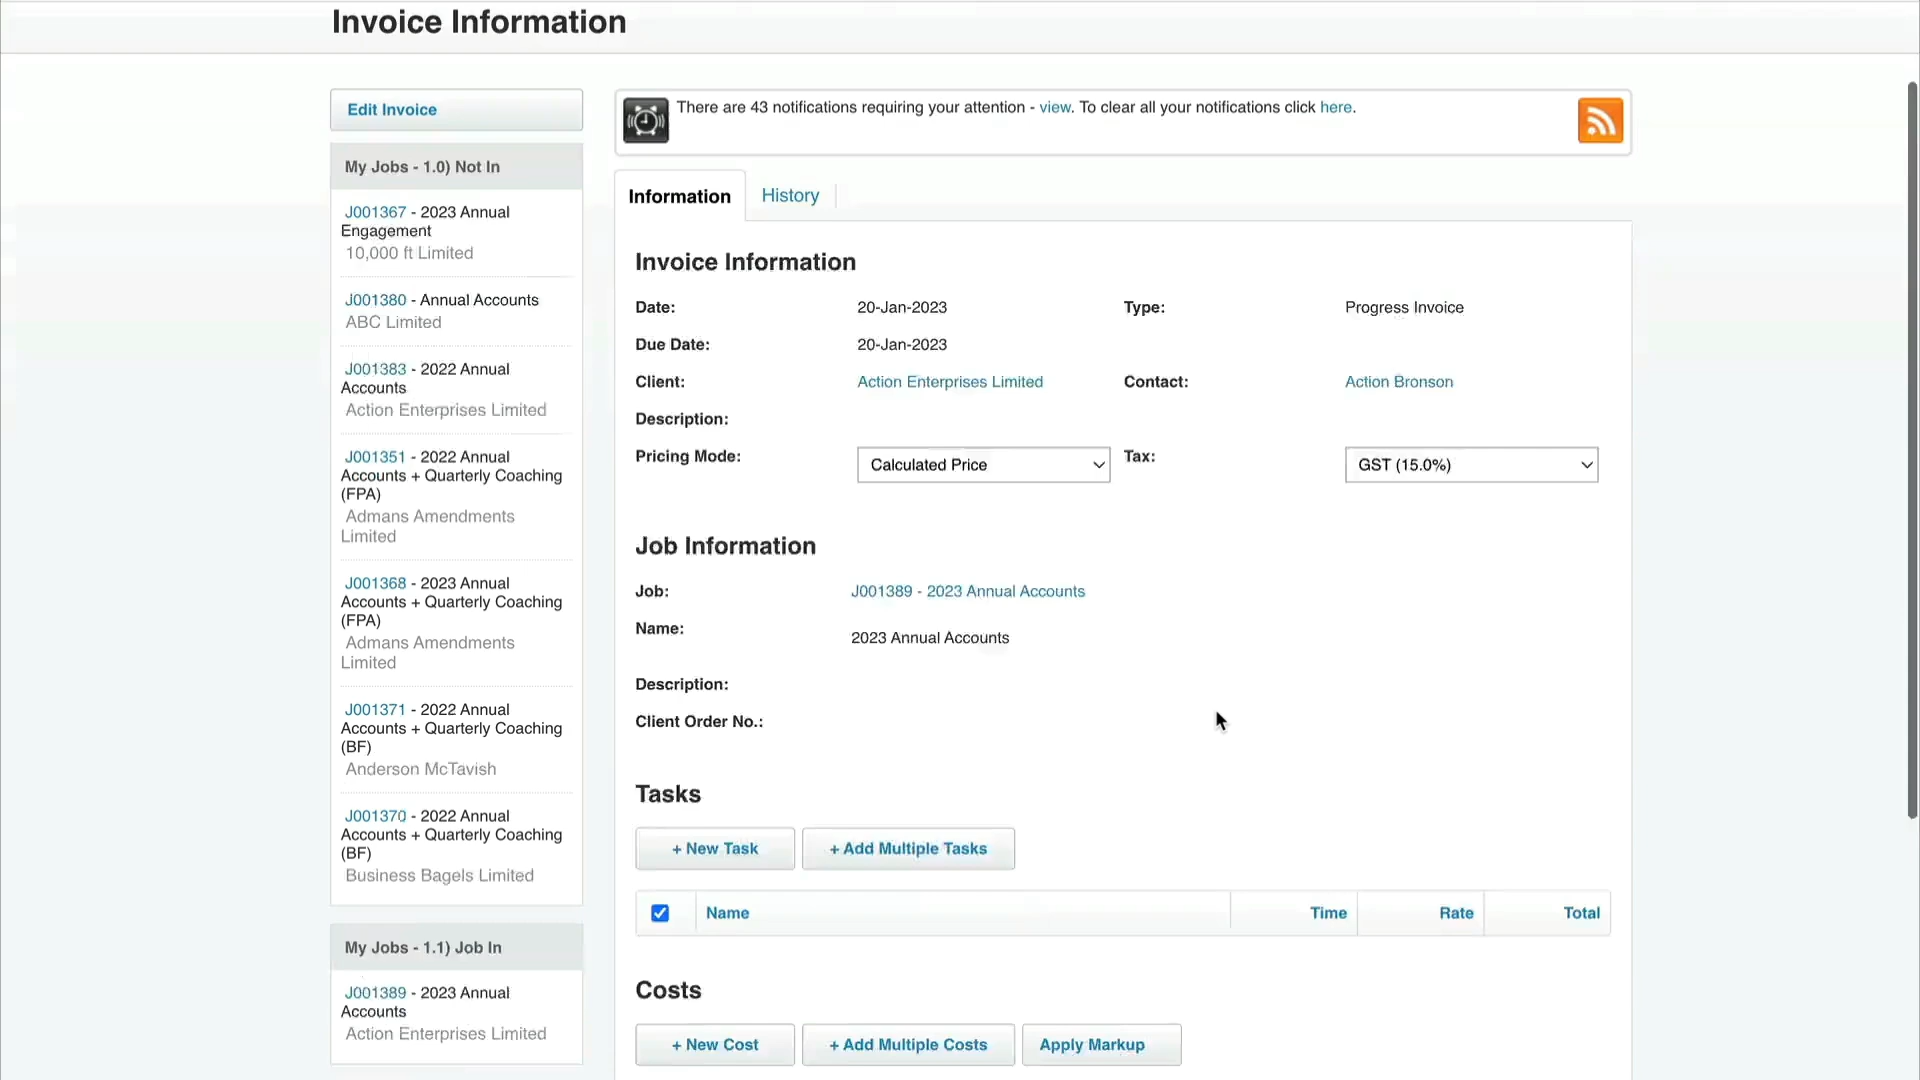 Invoice Information
Edit Invoice
My Jobs - 1.0) Not In
J001367 - 2023 Annual
Engagement
10,000 ft Limited
J001380 - Annual Accounts
ABC Limited
J001383 - 2022 Annual
Accounts
Action Enterprises Limited
J001351 - 2022 Annual
Accounts + Quarterly Coaching
(FPA)
Admans Amendments
Limited
J001368 - 2023 Annual
Accounts + Quarterly Coaching
(FPA)
Admans Amendments
Limited
J001371 - 2022 Annual
Accounts + Quarterly Coaching
(BF)
Anderson McTavish
J001370 - 2022 Annual
Accounts + Quarterly Coaching
(BF)
Business Bagels Limited
My Jobs - 1.1) Job In
J001389 - 2023 Annual
Accounts
Action Enterprises Limited
There are 43 notifications requiring your attention - view. To clear all your notifications click here.
Information History
Invoice Information
Date: 20-Jan-2023 Type: Progress Invoice
Due Date: 20-Jan-2023
Client: Action Enterprises Limited Contact: Action Bronson
Description:
Pricing Mode: Calculated Price Tax: GST (15.0%)
Job Information
Job: J001389 - 2023 Annual Accounts
Name: 2023 Annual Accounts
Description:
Client Order No.:
Tasks
+ New Task + Add Multiple Tasks
Name Time Rate Total
Costs
+ New Cost + Add Multiple Costs Apply Markup